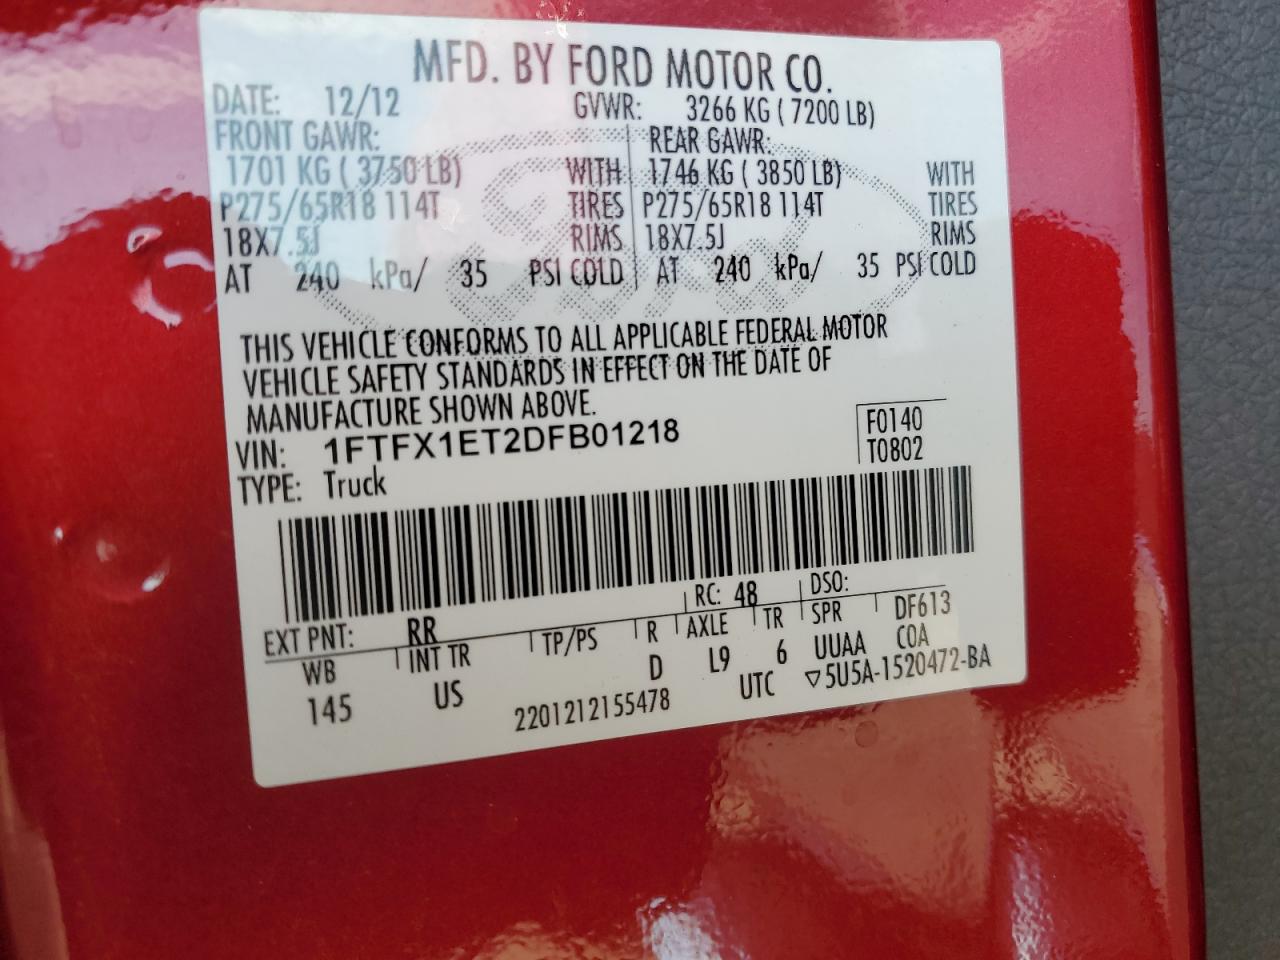 MFD. BY FORD MOTOR CO.
DATE: 12/12 GVWR: 3266 KG ( 7200 LB)
FRONT GAWR: REAR GAWR:
1701 KG ( 3750 LB) WITH 1746 KG ( 3850 LB) WITH
P275/65R18 114T TIRES P275/65R18 114T TIRES
18X7.5J RIMS 18X7.5J RIMS
AT 240 kPa/ 35 PSI COLD AT 240 kPa/ 35 PSI COLD
THIS VEHICLE CONFORMS TO ALL APPLICABLE FEDERAL MOTOR
VEHICLE SAFETY STANDARDS IN EFFECT ON THE DATE OF
MANUFACTURE SHOWN ABOVE.
VIN: 1FTFX1ET2DFB01218 F0140
TYPE: Truck T0802
EXT PNT: RR RC: 48 DSO:
WB INT TR TP/PS R AXLE TR SPR DF613
145 US D L9 6 UUAA COA
2201212155478 UTC ▽5U5A-1520472-BA